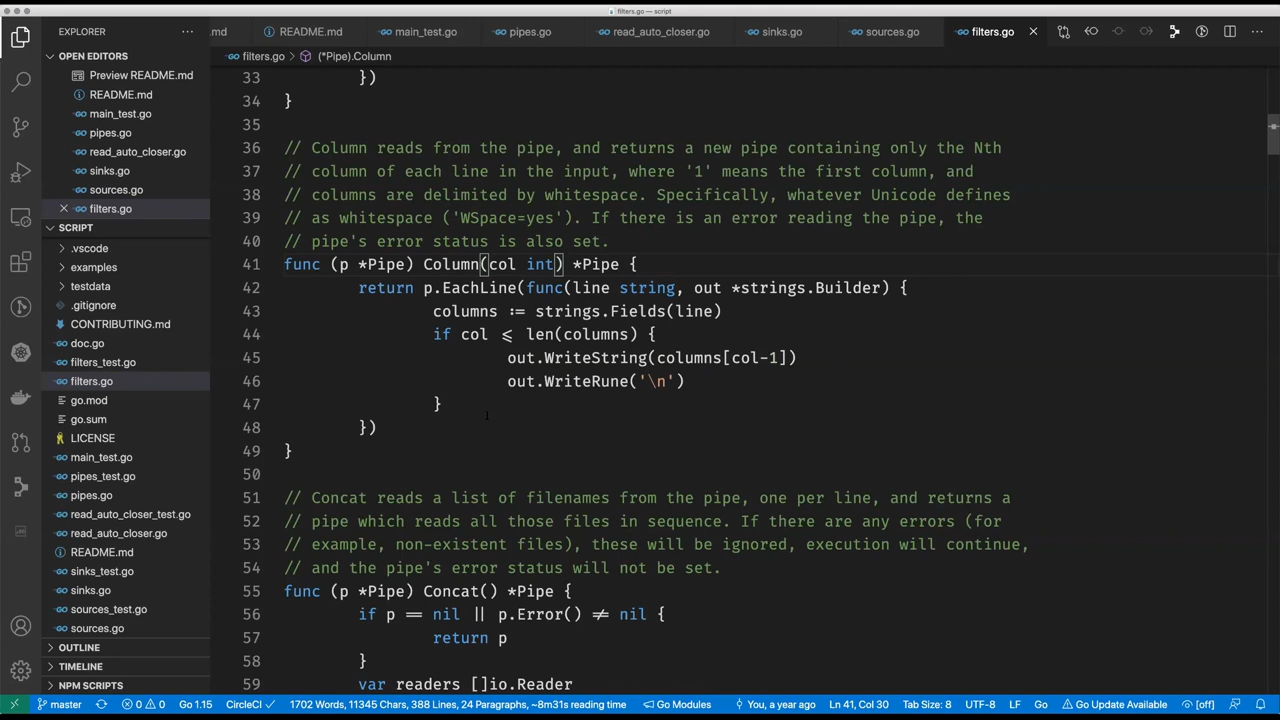 filters.go — script
EXPLORER
···
.md
README.md
main_test.go
pipes.go
read_auto_closer.go
sinks.go
sources.go
filters.go
OPEN EDITORS
Preview README.md
README.md
main_test.go
pipes.go
read_auto_closer.go
sinks.go
sources.go
filters.go
SCRIPT
.vscode
examples
testdata
.gitignore
CONTRIBUTING.md
doc.go
filters_test.go
filters.go
go.mod
go.sum
LICENSE
main_test.go
pipes_test.go
pipes.go
read_auto_closer_test.go
read_auto_closer.go
README.md
sinks_test.go
sinks.go
sources_test.go
sources.go
OUTLINE
TIMELINE
NPM SCRIPTS
filters.go > (*Pipe).Column
33 })
34 }
35
36 // Column reads from the pipe, and returns a new pipe containing only the Nth
37 // column of each line in the input, where '1' means the first column, and
38 // columns are delimited by whitespace. Specifically, whatever Unicode defines
39 // as whitespace ('WSpace=yes'). If there is an error reading the pipe, the
40 // pipe's error status is also set.
41 func (p *Pipe) Column(col int) *Pipe {
42 return p.EachLine(func(line string, out *strings.Builder) {
43 columns := strings.Fields(line)
44 if col <= len(columns) {
45 out.WriteString(columns[col-1])
46 out.WriteRune('\n')
47 }
48 })
49 }
50
51 // Concat reads a list of filenames from the pipe, one per line, and returns a
52 // pipe which reads all those files in sequence. If there are any errors (for
53 // example, non-existent files), these will be ignored, execution will continue,
54 // and the pipe's error status will not be set.
55 func (p *Pipe) Concat() *Pipe {
56 if p == nil || p.Error() != nil {
57 return p
58 }
59 var readers []io.Reader
master 0 0 CircleCI ✓ Go 1.15 1702 Words, 11345 Chars, 388 Lines, 24 Paragraphs, ~8m31s reading time Go Modules You, a year ago Ln 41, Col 30 Tab Size: 8 UTF-8 LF Go Go Update Available [off]